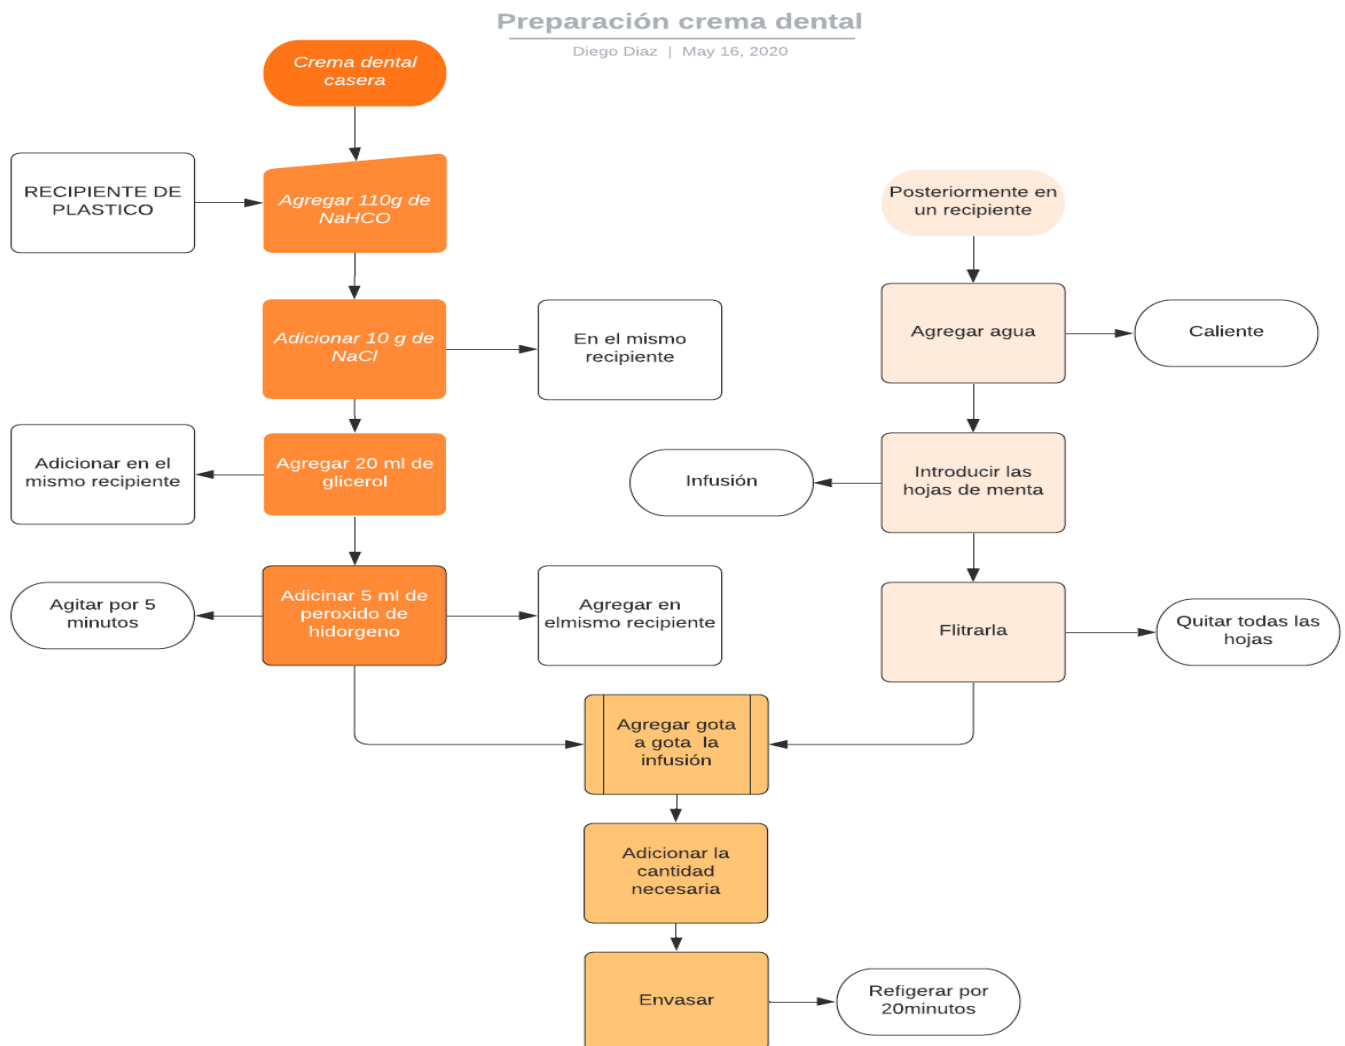 Preparación crema dental
Diego Diaz | May 16, 2020
Crema dental
casera
RECIPIENTE DE
PLASTICO
Agregar 110g de
NaHCO
Adicionar 10 g de
NaCl
En el mismo
recipiente
Adicionar en el
mismo recipiente
Agregar 20 ml de
glicerol
Agitar por 5
minutos
Adicinar 5 ml de
peroxido de
hidorgeno
Agregar en
elmismo recipiente
Posteriormente en
un recipiente
Agregar agua
Caliente
Infusión
Introducir las
hojas de menta
Flitrarla
Quitar todas las
hojas
Agregar gota
a gota la
infusión
Adicionar la
cantidad
necesaria
Envasar
Refigerar por
20minutos